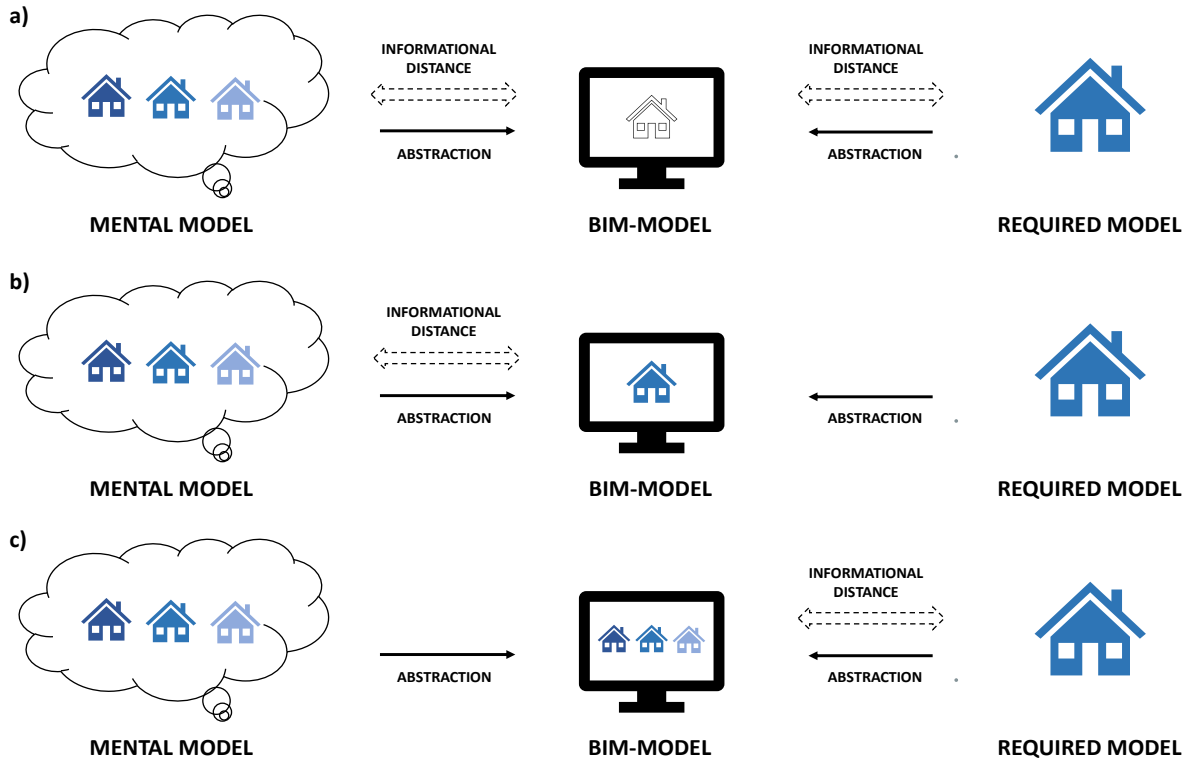 a)
INFORMATIONAL
DISTANCE
INFORMATIONAL
DISTANCE
ABSTRACTION
ABSTRACTION
MENTAL MODEL
BIM-MODEL
REQUIRED MODEL
b)
INFORMATIONAL
DISTANCE
ABSTRACTION
ABSTRACTION
MENTAL MODEL
BIM-MODEL
REQUIRED MODEL
c)
INFORMATIONAL
DISTANCE
ABSTRACTION
ABSTRACTION
MENTAL MODEL
BIM-MODEL
REQUIRED MODEL